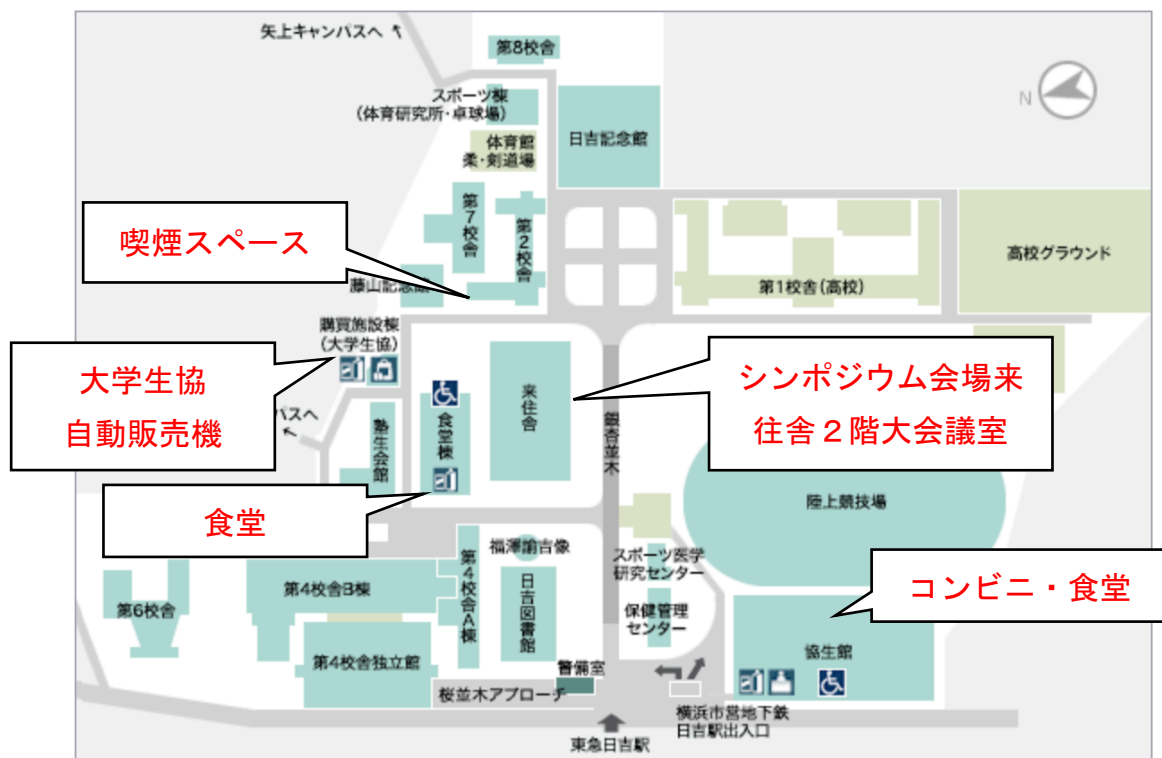 矢上キャンパスへ
第8校舎
スポーツ棟
(体育研究所・卓球場)
体育館
柔・剣道場
日吉記念館
N
第7校舎
第2校舎
喫煙スペース
藤山記念館
第1校舎(高校)
高校グラウンド
購買施設棟
(大学生協)
大学生協
自動販売機
パスへ
塾生会館
食堂棟
来往舎
銀杏並木
シンポジウム会場来
往舎2階大会議室
陸上競技場
食堂
福澤諭吉像
スポーツ医学
研究センター
第6校舎
第4校舎B棟
第4校舎A棟
日吉図書館
保健管理
センター
コンビニ・食堂
第4校舎独立館
警備室
協生館
桜並木アプローチ
横浜市営地下鉄
日吉駅出入口
東急日吉駅